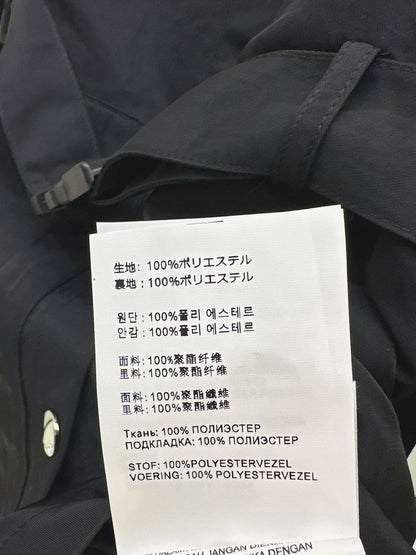 生地: 100%ポリエステル
裏地: 100%ポリエステル
원단: 100%폴리 에스테르
안감: 100%폴리 에스테르
面料: 100%聚酯纤维
里料: 100%聚酯纤维
面料: 100%聚酯纖維
里料: 100%聚酯纖維
Ткань: 100% ПОЛИЭСТЕР
ПОДКЛАДКА: 100% ПОЛИЭСТЕР
STOF: 100%POLYESTERVEZEL
VOERING: 100%POLYESTERVEZEL
JANGAN
DENGAN